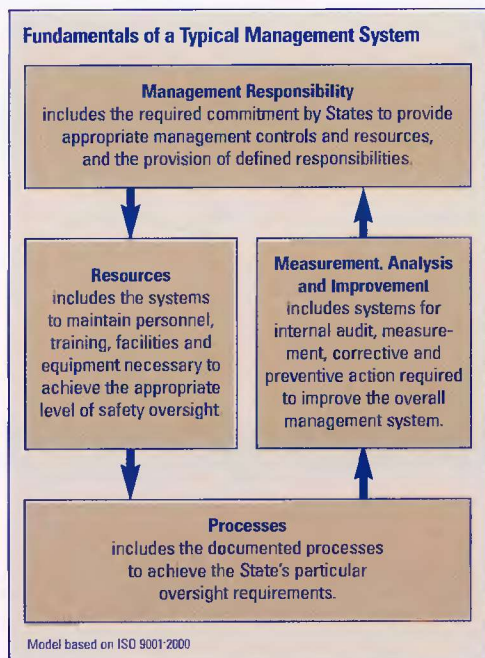 Fundamentals of a Typical Management System
Management Responsibility
includes the required commitment by States to provide
appropriate management controls and resources,
and the provision of defined responsibilities.
Resources
includes the systems
to maintain personnel,
training, facilities and
equipment necessary to
achieve the appropriate
level of safety oversight
Measurement, Analysis
and Improvement
includes systems for
internal audit, measure-
ment, corrective and
preventive action required
to improve the overall
management system.
Processes
includes the documented processes
to achieve the State's particular
oversight requirements.
Model based on ISO 9001-2000